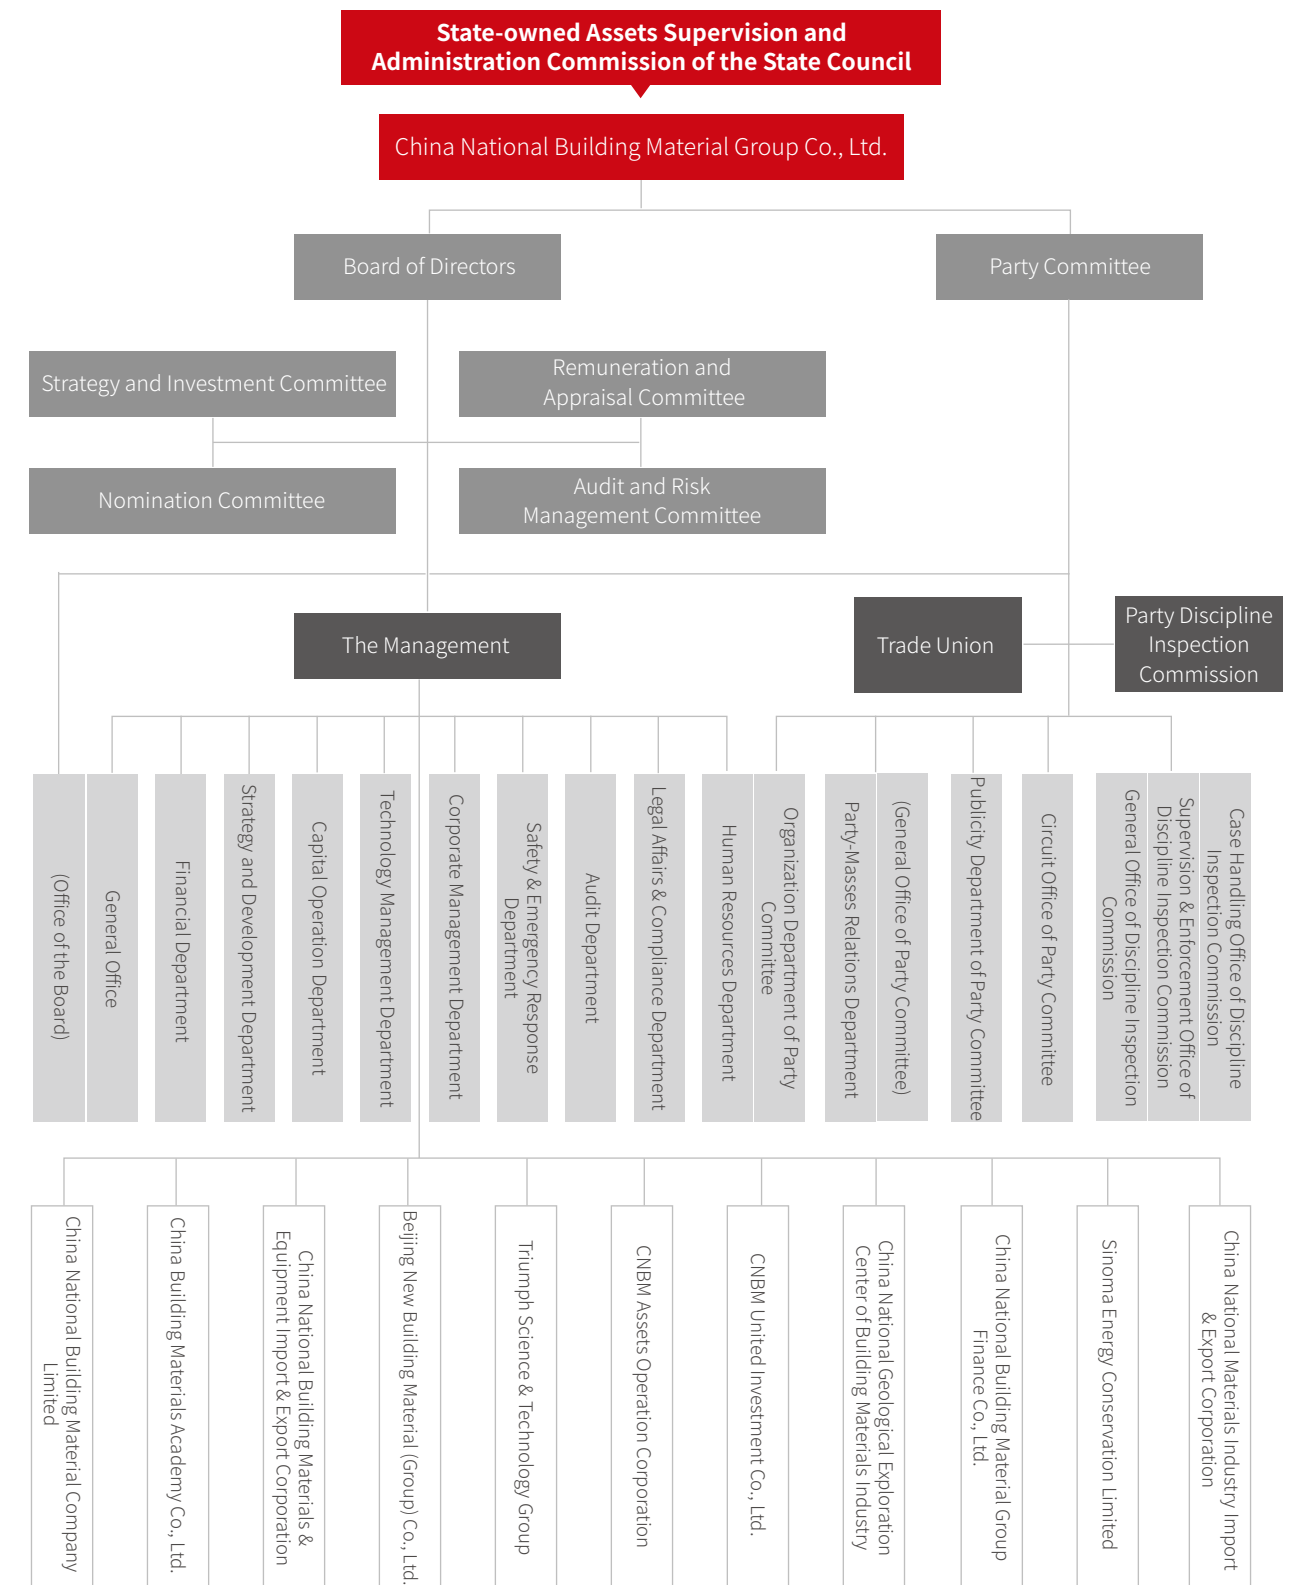 State-owned Assets Supervision and
Administration Commission of the State Council
China National Building Material Group Co., Ltd.
Board of Directors
Party Committee
Strategy and Investment Committee
Remuneration and
Appraisal Committee
Nomination Committee
Audit and Risk
Management Committee
The Management
Trade Union
Party Discipline
Inspection
Commission
(Office of the Board)
General Office
Financial Department
Strategy and Development Department
Capital Operation Department
Technology Management Department
Corporate Management Department
Safety & Emergency Response
Department
Audit Department
Legal Affairs & Compliance Department
Human Resources Department
Organization Department of Party
Committee
Party-Masses Relations Department
(General Office of Party Committee)
Publicity Department of Party Committee
Circuit Office of Party Committee
General Office of Discipline Inspection
Commission
Supervision & Enforcement Office of
Discipline Inspection Commission
Case Handling Office of Discipline
Inspection Commission
China National Building Material Company
Limited
China Building Materials Academy Co., Ltd.
China National Building Materials &
Equipment Import & Export Corporation
Beijing New Building Material (Group) Co., Ltd.
Triumph Science & Technology Group
CNBM Assets Operation Corporation
CNBM United Investment Co., Ltd.
China National Geological Exploration
Center of Building Materials Industry
China National Building Material Group
Finance Co., Ltd.
Sinoma Energy Conservation Limited
China National Materials Industry Import
& Export Corporation